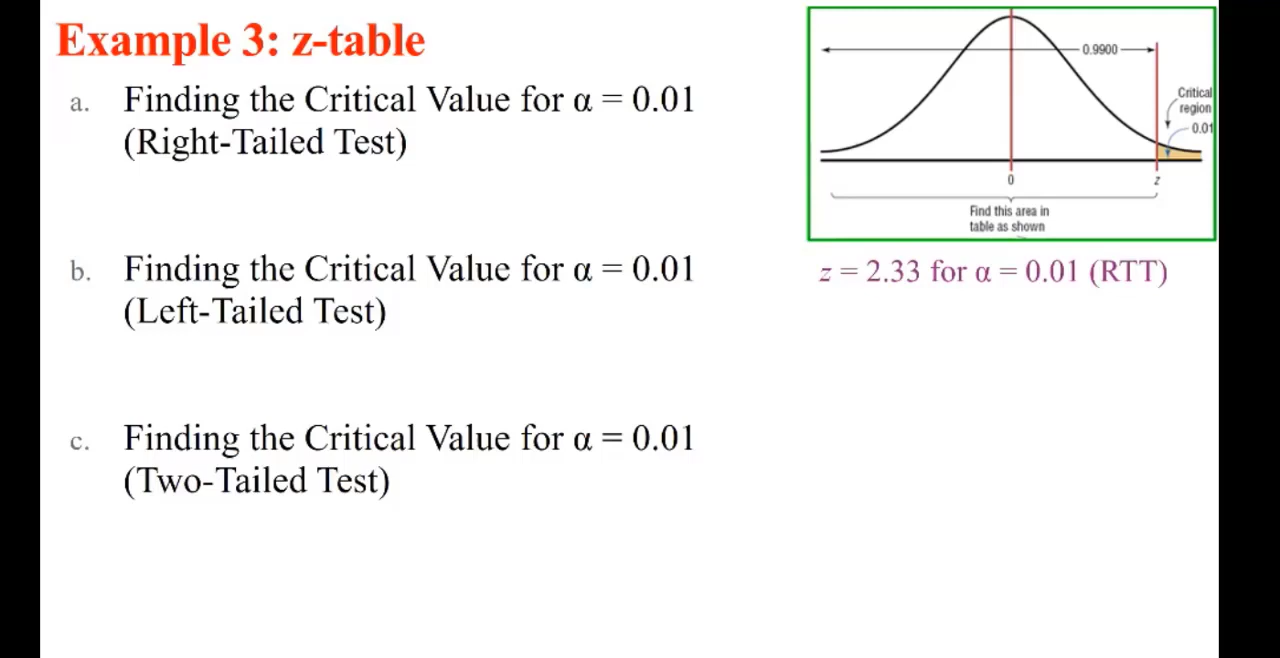 Example 3: z-table
a. Finding the Critical Value for α = 0.01
(Right-Tailed Test)
b. Finding the Critical Value for α = 0.01
(Left-Tailed Test)
c. Finding the Critical Value for α = 0.01
(Two-Tailed Test)
0.9900
Critical
region
0.01
0
z
Find this area in
table as shown
z = 2.33 for α = 0.01 (RTT)